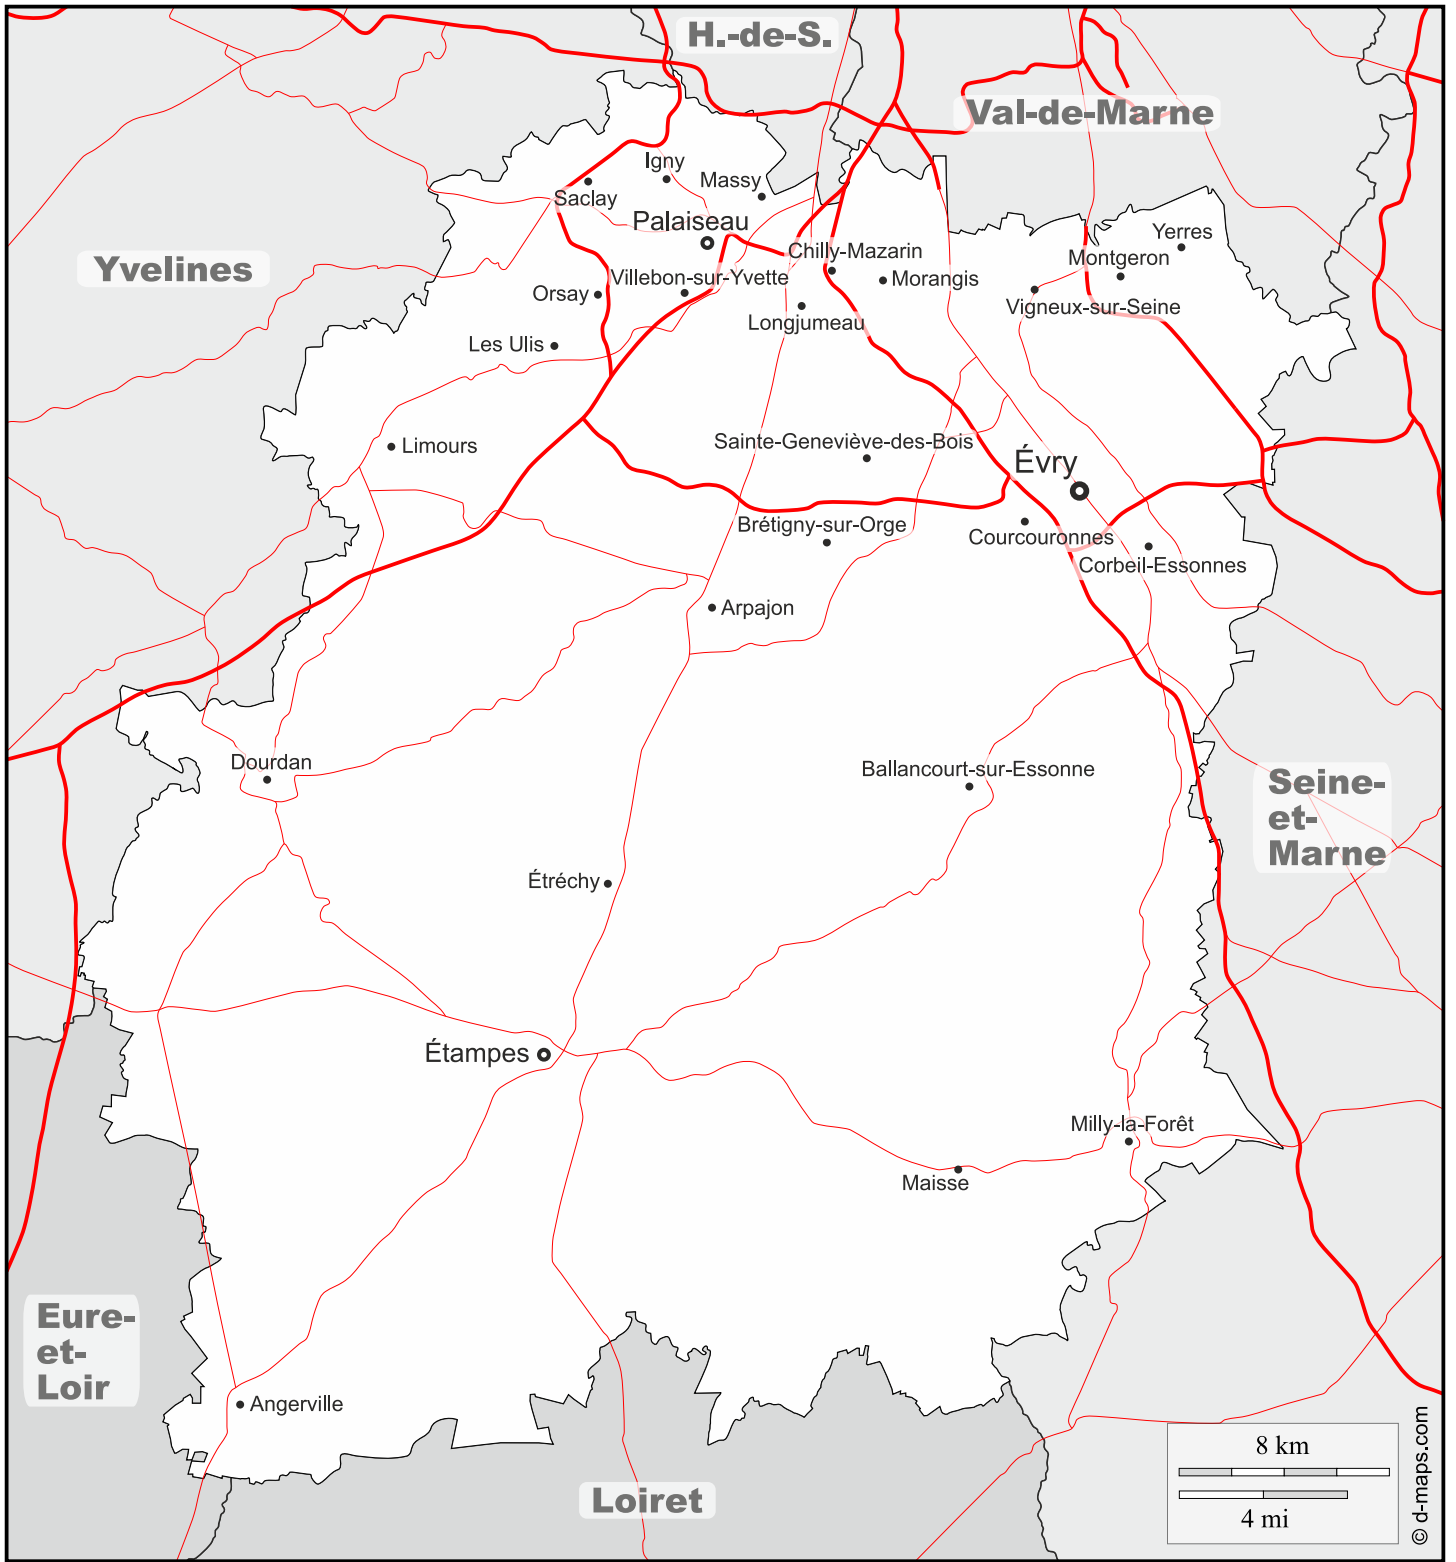 H.-de-S.
Val-de-Marne
Igny
Massy
Saclay
Palaiseau
Yerres
Chilly-Mazarin
Montgeron
Yvelines
Villebon-sur-Yvette
Morangis
Orsay
Vigneux-sur-Seine
Longjumeau
Les Ulis
Limours
Sainte-Geneviève-des-Bois
Évry
Brétigny-sur-Orge
Courcouronnes
Corbeil-Essonnes
Arpajon
Dourdan
Ballancourt-sur-Essonne
Seine-
et-
Marne
Étréchy
Étampes
Milly-la-Forêt
Maisse
Eure-
et-
Loir
Angerville
Loiret
8 km
4 mi
© d-maps.com